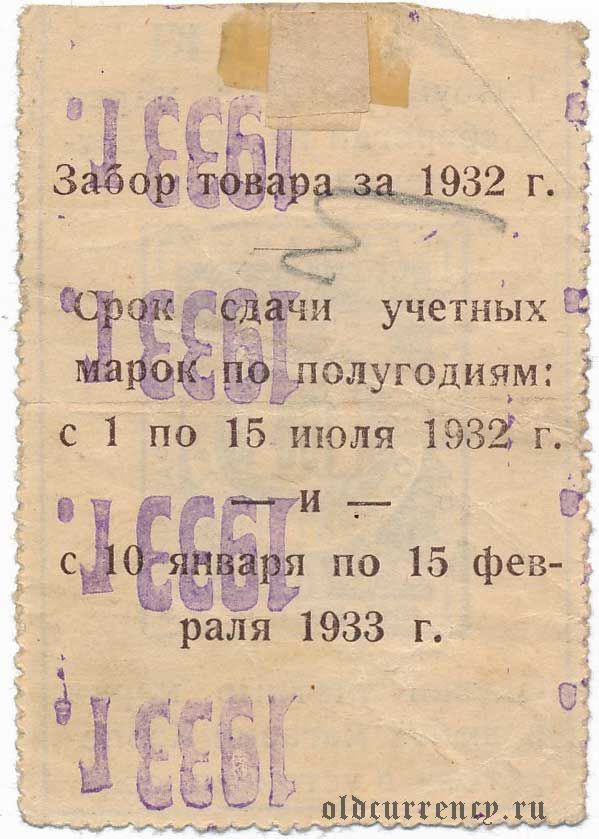 1933 г.
Забор товара за 1932 г.
Срок сдачи учетных
1933 г.
марок по полугодиям:
с 1 по 15 июля 1932 г.
— и —
1933 г.
с 10 января по 15 фев-
раля 1933 г.
1933 г
oldcurrency.ru